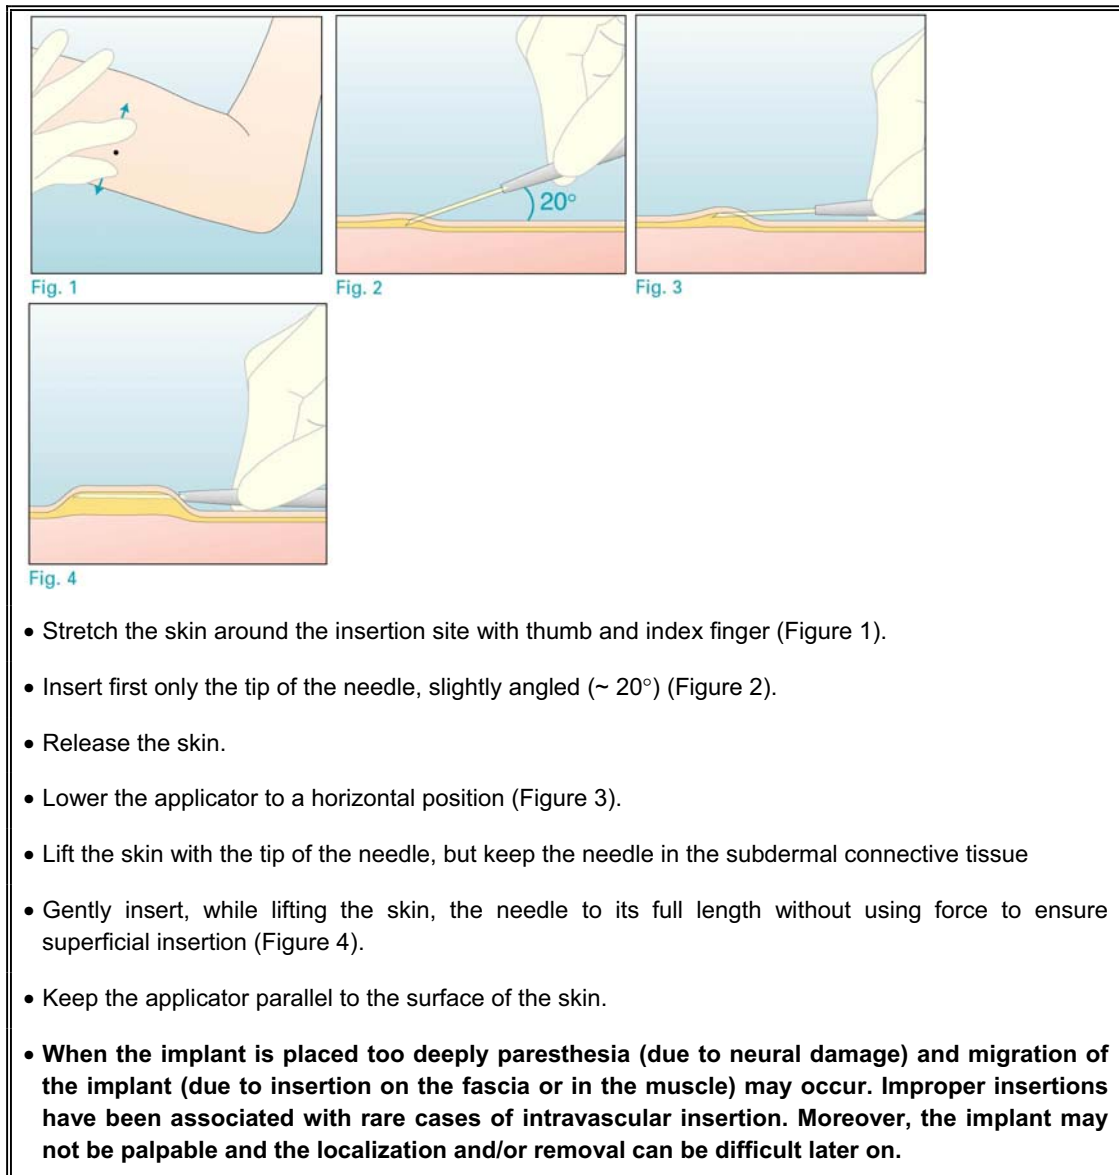 20°
Fig. 1
Fig. 2
Fig. 3
Fig. 4
• Stretch the skin around the insertion site with thumb and index finger (Figure 1).
• Insert first only the tip of the needle, slightly angled (~ 20°) (Figure 2).
• Release the skin.
• Lower the applicator to a horizontal position (Figure 3).
• Lift the skin with the tip of the needle, but keep the needle in the subdermal connective tissue
• Gently insert, while lifting the skin, the needle to its full length without using force to ensure
superficial insertion (Figure 4).
• Keep the applicator parallel to the surface of the skin.
• When the implant is placed too deeply paresthesia (due to neural damage) and migration of
the implant (due to insertion on the fascia or in the muscle) may occur. Improper insertions
have been associated with rare cases of intravascular insertion. Moreover, the implant may
not be palpable and the localization and/or removal can be difficult later on.